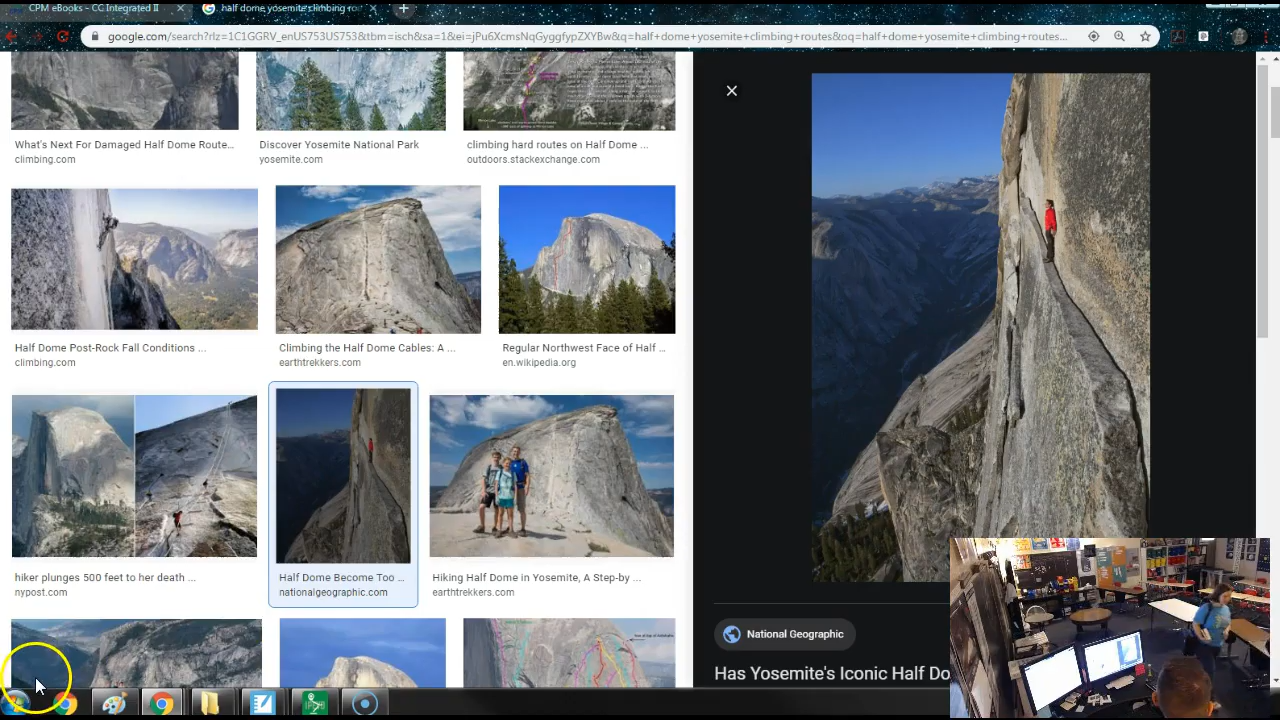 CPM eBooks - CC Integrated II
half dome yosemite climbing ro
google.com/search?rlz=1C1GGRV_enUS753US753&tbm=isch&sa=1&ei=jPu6XcmsNqGyggfypZXYBw&q=half+dome+yosemite+climbing+routes&oq=half+dome+yosemite+climbing+routes...
What's Next For Damaged Half Dome Route...
climbing.com
Discover Yosemite National Park
yosemite.com
climbing hard routes on Half Dome ...
outdoors.stackexchange.com
Half Dome Post-Rock Fall Conditions ...
climbing.com
Climbing the Half Dome Cables: A ...
earthtrekkers.com
Regular Northwest Face of Half ...
en.wikipedia.org
hiker plunges 500 feet to her death ...
nypost.com
Half Dome Become Too ...
nationalgeographic.com
Hiking Half Dome in Yosemite, A Step-by ...
earthtrekkers.com
National Geographic
Has Yosemite's Iconic Half Do